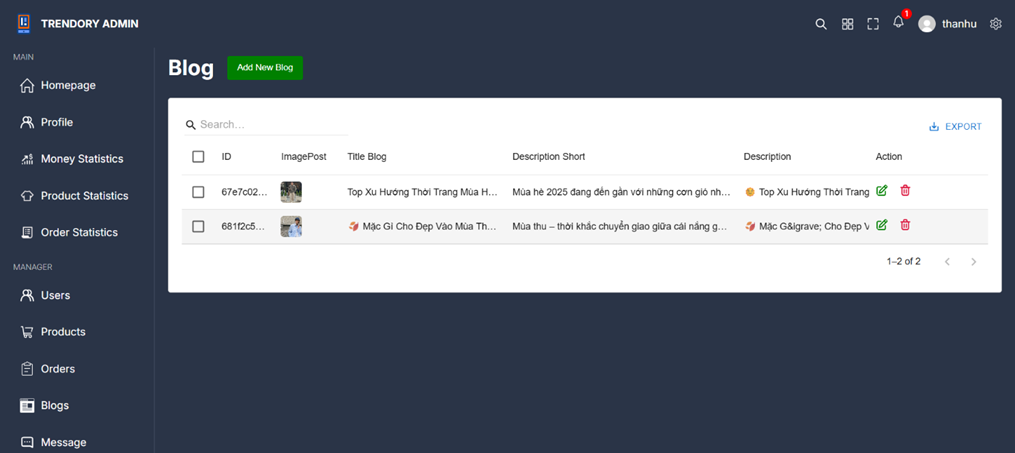 TRENDORY ADMIN
1
thanhu
MAIN
Homepage
Profile
Money Statistics
Product Statistics
Order Statistics
MANAGER
Users
Products
Orders
Blogs
Message
Blog
Add New Blog
Search…
EXPORT
ID ImagePost Title Blog Description Short Description Action
67e7c02... Top Xu Hướng Thời Trang Mùa H... Mùa hè 2025 đang đến gần với những cơn gió nh... 🧐 Top Xu Hướng Thời Trang
681f2c5... 🍂 Mặc Gì Cho Đẹp Vào Mùa Th... Mùa thu – thời khắc chuyển giao giữa cái nắng g... 🍂 Mặc G&igrave; Cho Đẹp V
1–2 of 2